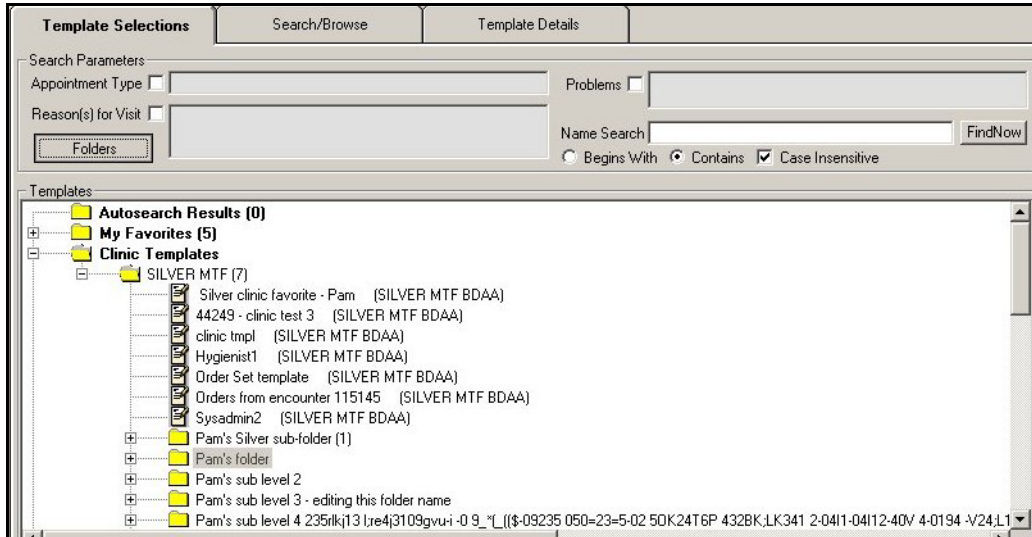 Template Selections
Search/Browse
Template Details
Search Parameters
Appointment Type
Problems
Reason(s) for Visit
Folders
Name Search
FindNow
Begins With
Contains
Case Insensitive
Templates
Autosearch Results (0)
My Favorites (5)
Clinic Templates
SILVER MTF (7)
Silver clinic favorite - Pam (SILVER MTF BDAA)
44249 - clinic test 3 (SILVER MTF BDAA)
clinic tmpl (SILVER MTF BDAA)
Hygienist1 (SILVER MTF BDAA)
Order Set template (SILVER MTF BDAA)
Orders from encounter 115145 (SILVER MTF BDAA)
Sysadmin2 (SILVER MTF BDAA)
Pam's Silver sub-folder (1)
Pam's folder
Pam's sub level 2
Pam's sub level 3 - editing this folder name
Pam's sub level 4